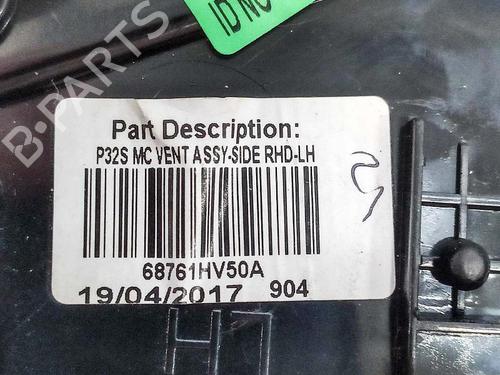 ID NO
B-PARTS
Part Description:
P32S MC VENT ASSY-SIDE RHD-LH
68761HV50A
19/04/2017 904